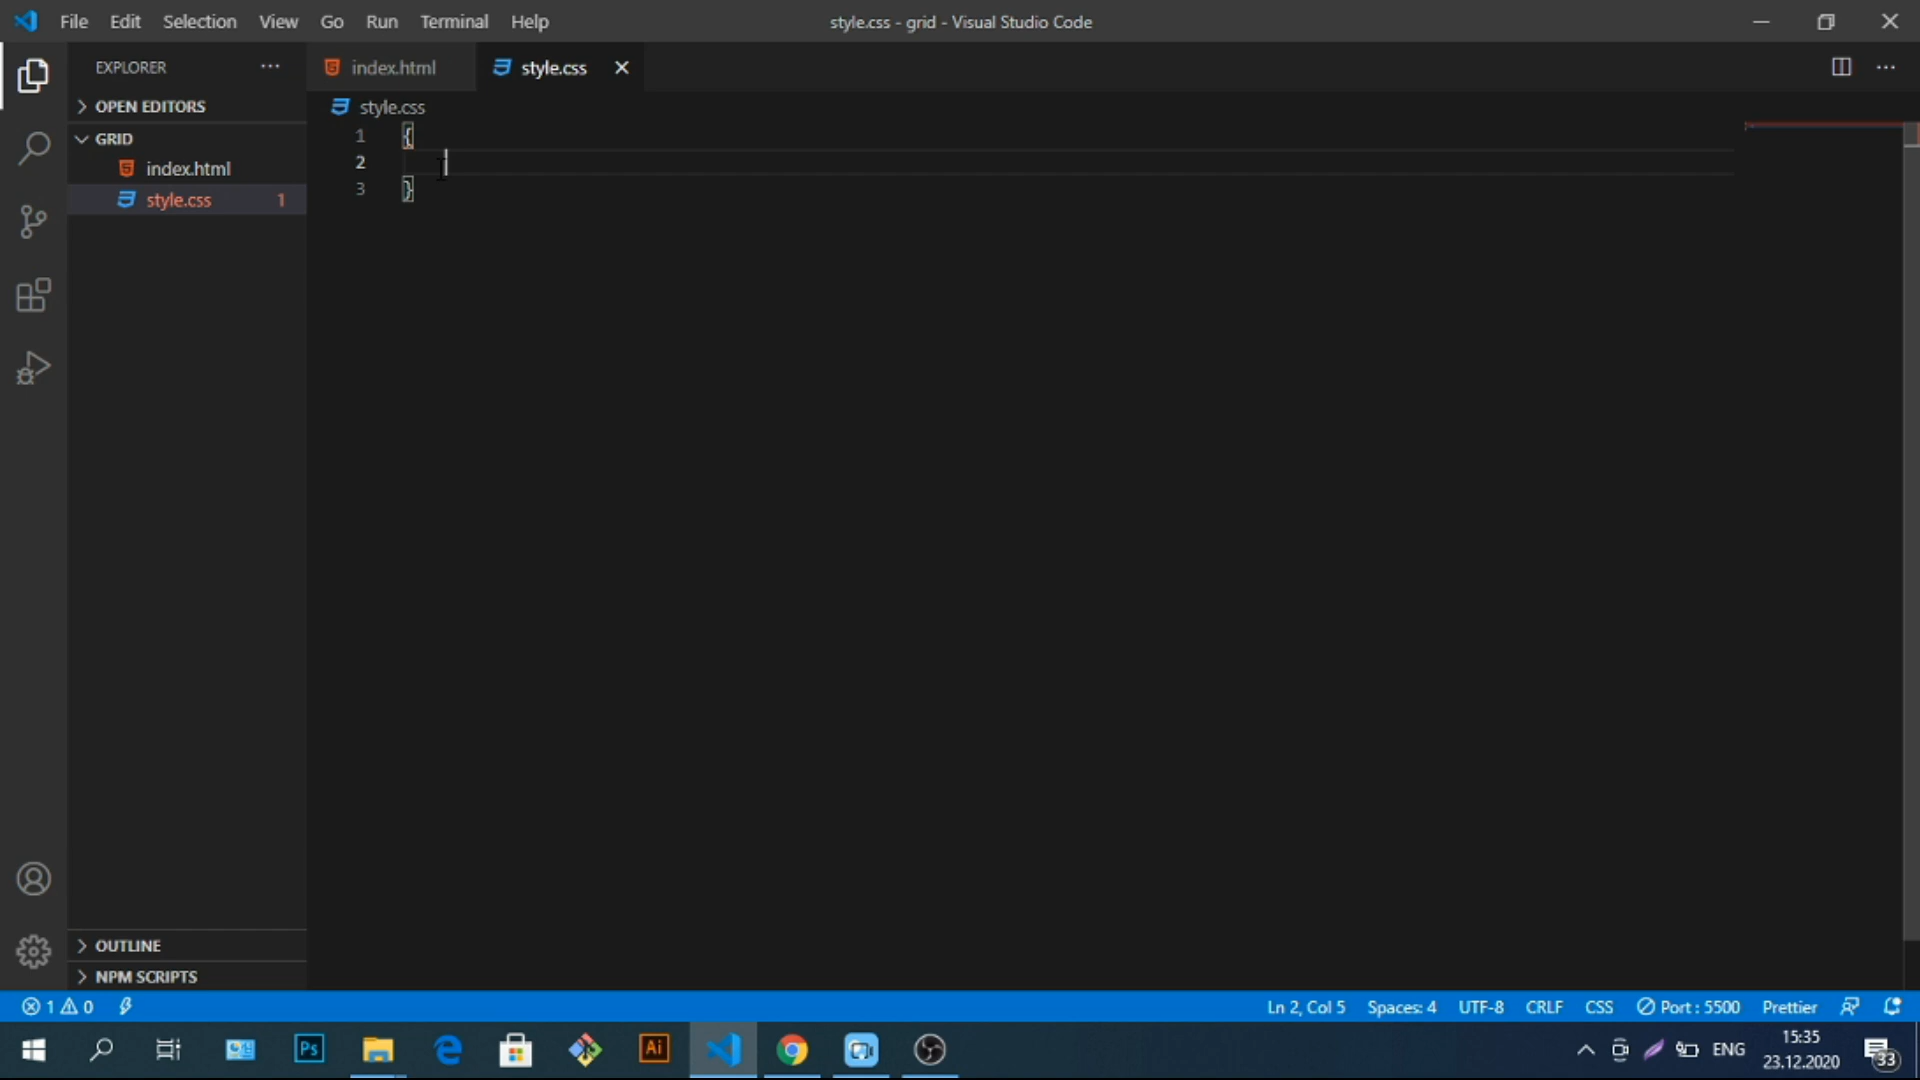 File Edit Selection View Go Run Terminal Help
style.css - grid - Visual Studio Code
EXPLORER
index.html
style.css
OPEN EDITORS
style.css
GRID
index.html
style.css 1
1 {
2
3 }
OUTLINE
NPM SCRIPTS
1 0
Ln 2, Col 5 Spaces: 4 UTF-8 CRLF CSS Port : 5500 Prettier
Ps
Ai
ENG
15:35
23.12.2020
33